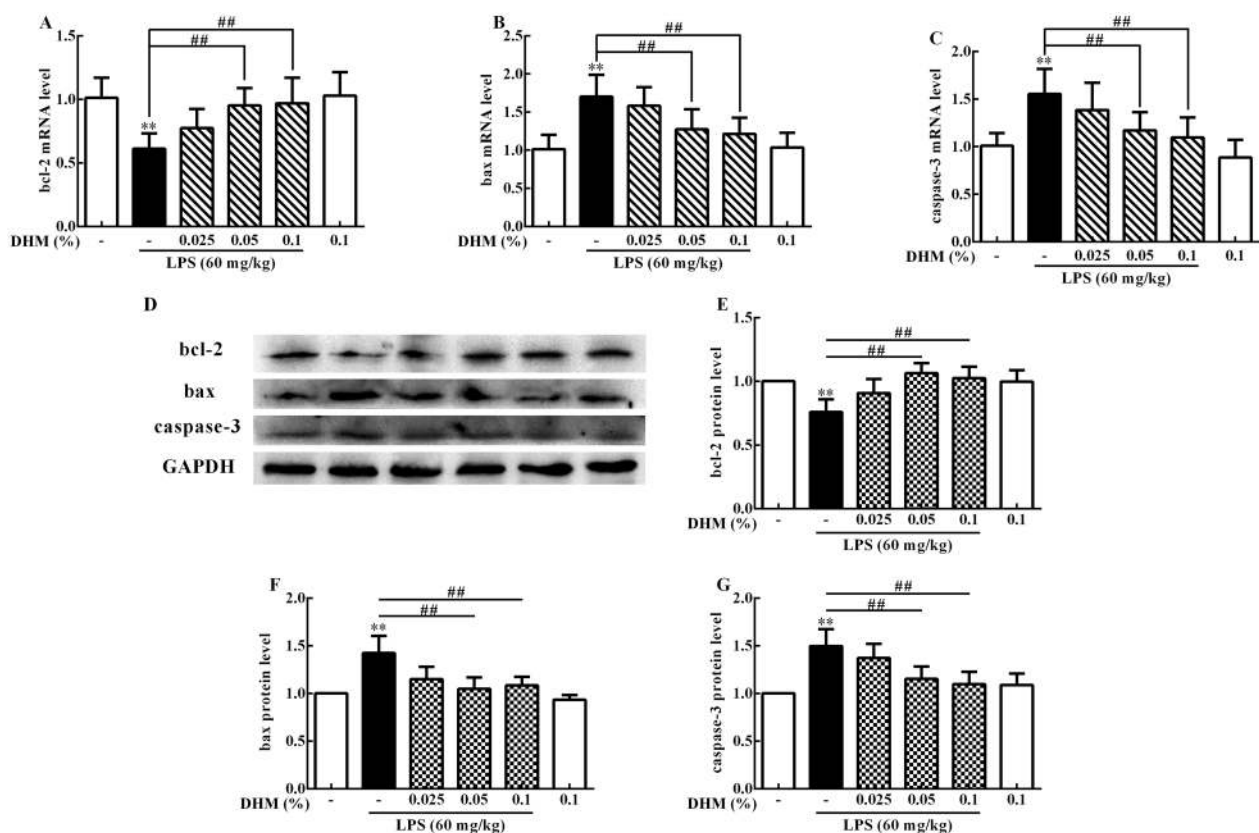 A
##
##
1.5
1.0
0.5
0.0
bcl-2 mRNA level
**
DHM (%)
- - 0.025 0.05 0.1 0.1
LPS (60 mg/kg)
B
##
##
2.5
2.0
1.5
1.0
0.5
0.0
bax mRNA level
**
DHM (%)
- - 0.025 0.05 0.1 0.1
LPS (60 mg/kg)
C
##
##
2.0
1.5
1.0
0.5
0.0
caspase-3 mRNA level
**
DHM (%)
- - 0.025 0.05 0.1 0.1
LPS (60 mg/kg)
D
bcl-2
bax
caspase-3
GAPDH
E
##
##
1.5
1.0
0.5
0.0
bcl-2 protein level
**
DHM (%)
- - 0.025 0.05 0.1 0.1
LPS (60 mg/kg)
F
##
##
2.0
1.5
1.0
0.5
0.0
bax protein level
**
DHM (%)
- - 0.025 0.05 0.1 0.1
LPS (60 mg/kg)
G
##
##
2.0
1.5
1.0
0.5
0.0
caspase-3 protein level
**
DHM (%)
- - 0.025 0.05 0.1 0.1
LPS (60 mg/kg)